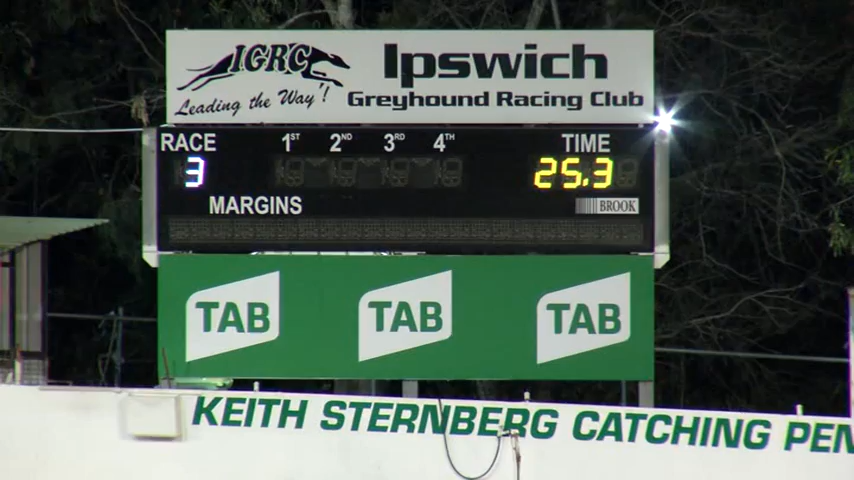 IGRC
Leading the Way'!
Ipswich
Greyhound Racing Club
RACE 1ST 2ND 3RD 4TH TIME
3 25.3
MARGINS BROOK
TAB TAB TAB
KEITH STERNBERG CATCHING PEN